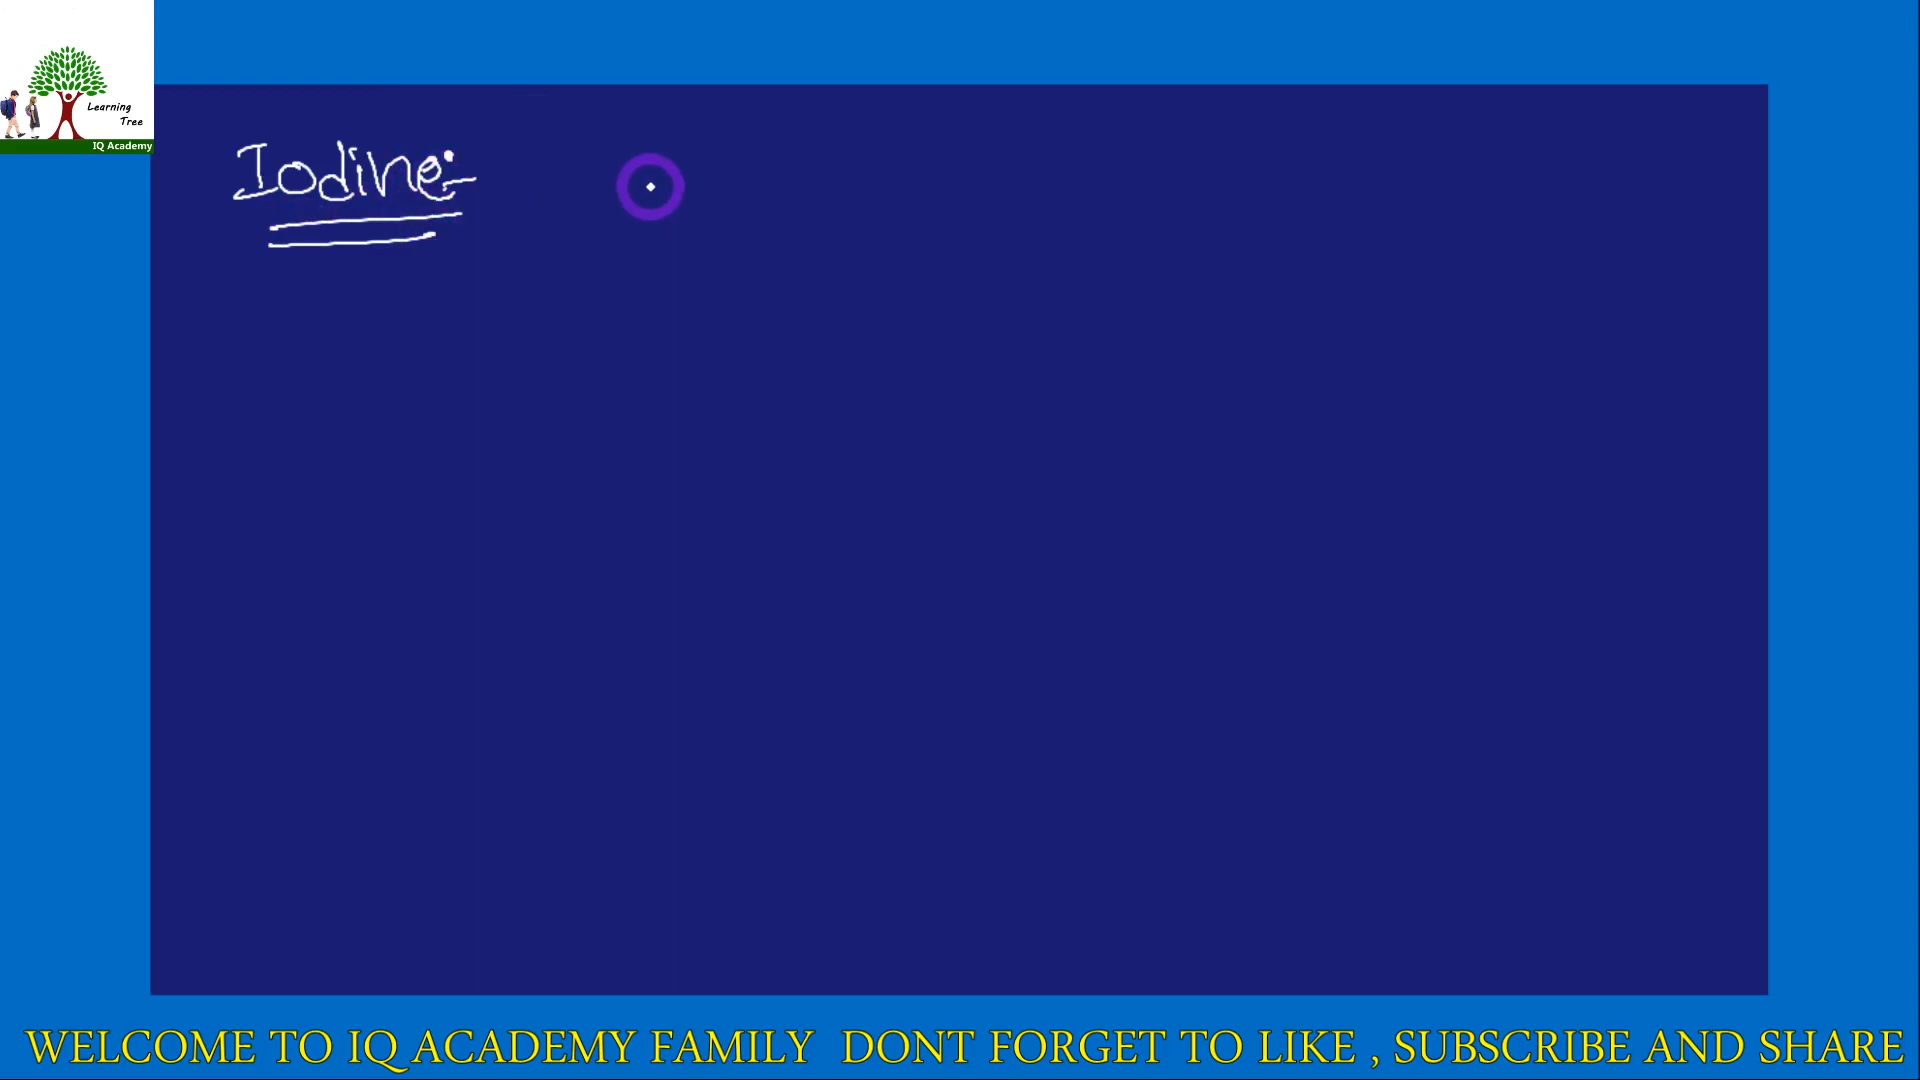 Learning
Tree
IQ Academy
Iodine:-
WELCOME TO IQ ACADEMY FAMILY DONT FORGET TO LIKE , SUBSCRIBE AND SHARE